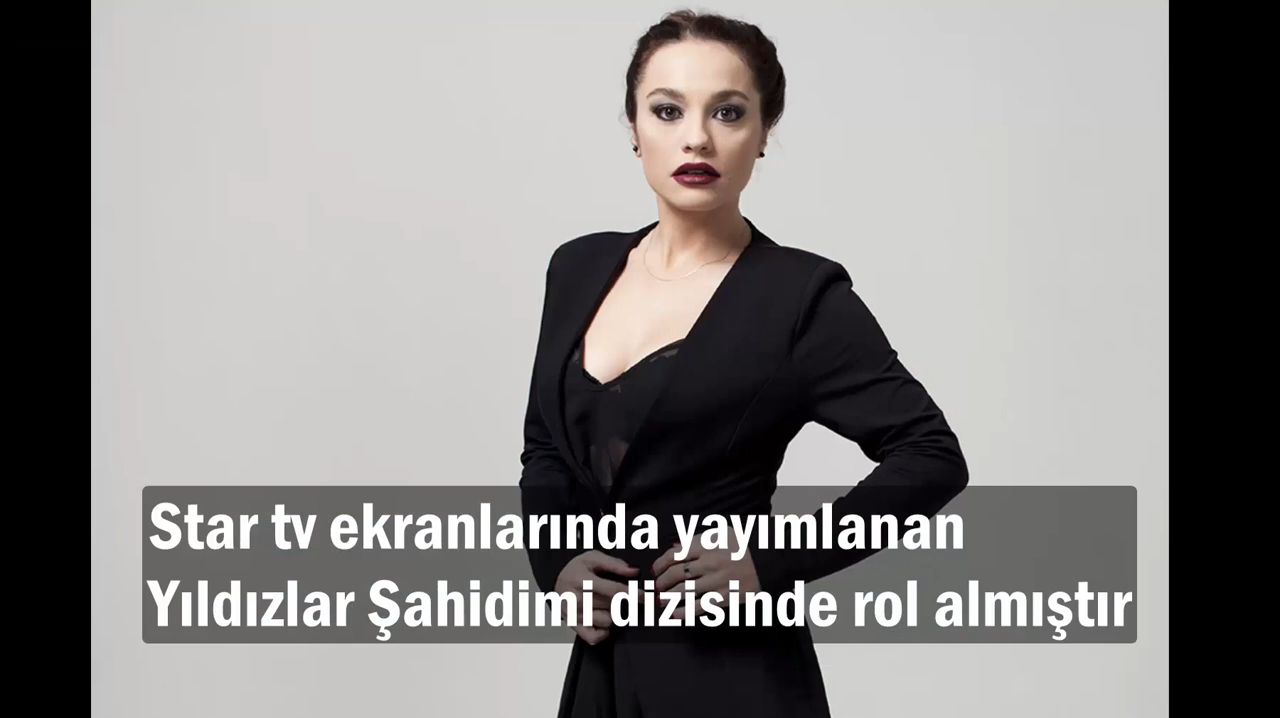 Star tv ekranlarında yayımlanan
Yıldızlar Şahidimi dizisinde rol almıştır